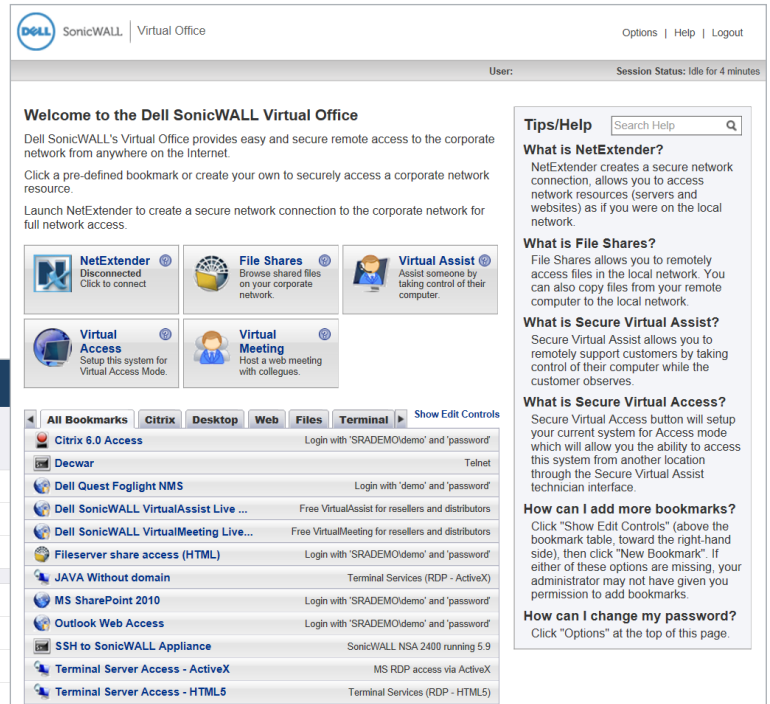 DELL SonicWALL Virtual Office
Options | Help | Logout
User:
Session Status: Idle for 4 minutes
Welcome to the Dell SonicWALL Virtual Office
Dell SonicWALL's Virtual Office provides easy and secure remote access to the corporate
network from anywhere on the Internet.
Click a pre-defined bookmark or create your own to securely access a corporate network
resource.
Launch NetExtender to create a secure network connection to the corporate network for
full network access.
NetExtender
Disconnected
Click to connect
File Shares
Browse shared files
on your corporate
network.
Virtual Assist
Assist someone by
taking control of their
computer.
Virtual
Access
Setup this system for
Virtual Access Mode.
Virtual
Meeting
Host a web meeting
with collegues.
All Bookmarks Citrix Desktop Web Files Terminal Show Edit Controls
Citrix 6.0 Access Login with 'SRADEMO\demo' and 'password'
Decwar Telnet
Dell Quest Foglight NMS Login with 'demo' and 'password'
Dell SonicWALL VirtualAssist Live ... Free VirtualAssist for resellers and distributors
Dell SonicWALL VirtualMeeting Live... Free VirtualMeeting for resellers and distributors
Fileserver share access (HTML) Login with 'SRADEMO\demo' and 'password'
JAVA Without domain Terminal Services (RDP - ActiveX)
MS SharePoint 2010 Login with 'SRADEMO\demo' and 'password'
Outlook Web Access Login with 'SRADEMO\demo' and 'password'
SSH to SonicWALL Appliance SonicWALL NSA 2400 running 5.9
Terminal Server Access - ActiveX MS RDP access via ActiveX
Terminal Server Access - HTML5 Terminal Services (RDP - HTML5)
Tips/Help Search Help
What is NetExtender?
NetExtender creates a secure network
connection, allows you to access
network resources (servers and
websites) as if you were on the local
network.
What is File Shares?
File Shares allows you to remotely
access files in the local network. You
can also copy files from your remote
computer to the local network.
What is Secure Virtual Assist?
Secure Virtual Assist allows you to
remotely support customers by taking
control of their computer while the
customer observes.
What is Secure Virtual Access?
Secure Virtual Access button will setup
your current system for Access mode
which will allow you the ability to access
this system from another location
through the Secure Virtual Assist
technician interface.
How can I add more bookmarks?
Click "Show Edit Controls" (above the
bookmark table, toward the right-hand
side), then click "New Bookmark". If
either of these options are missing, your
administrator may not have given you
permission to add bookmarks.
How can I change my password?
Click "Options" at the top of this page.